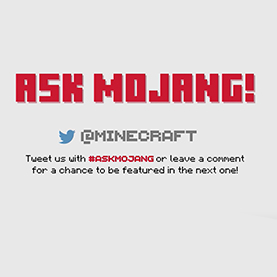 ASK MOJANG!
@MINECRAFT
Tweet us with #ASKMOJANG or leave a comment
for a chance to be featured in the next one!